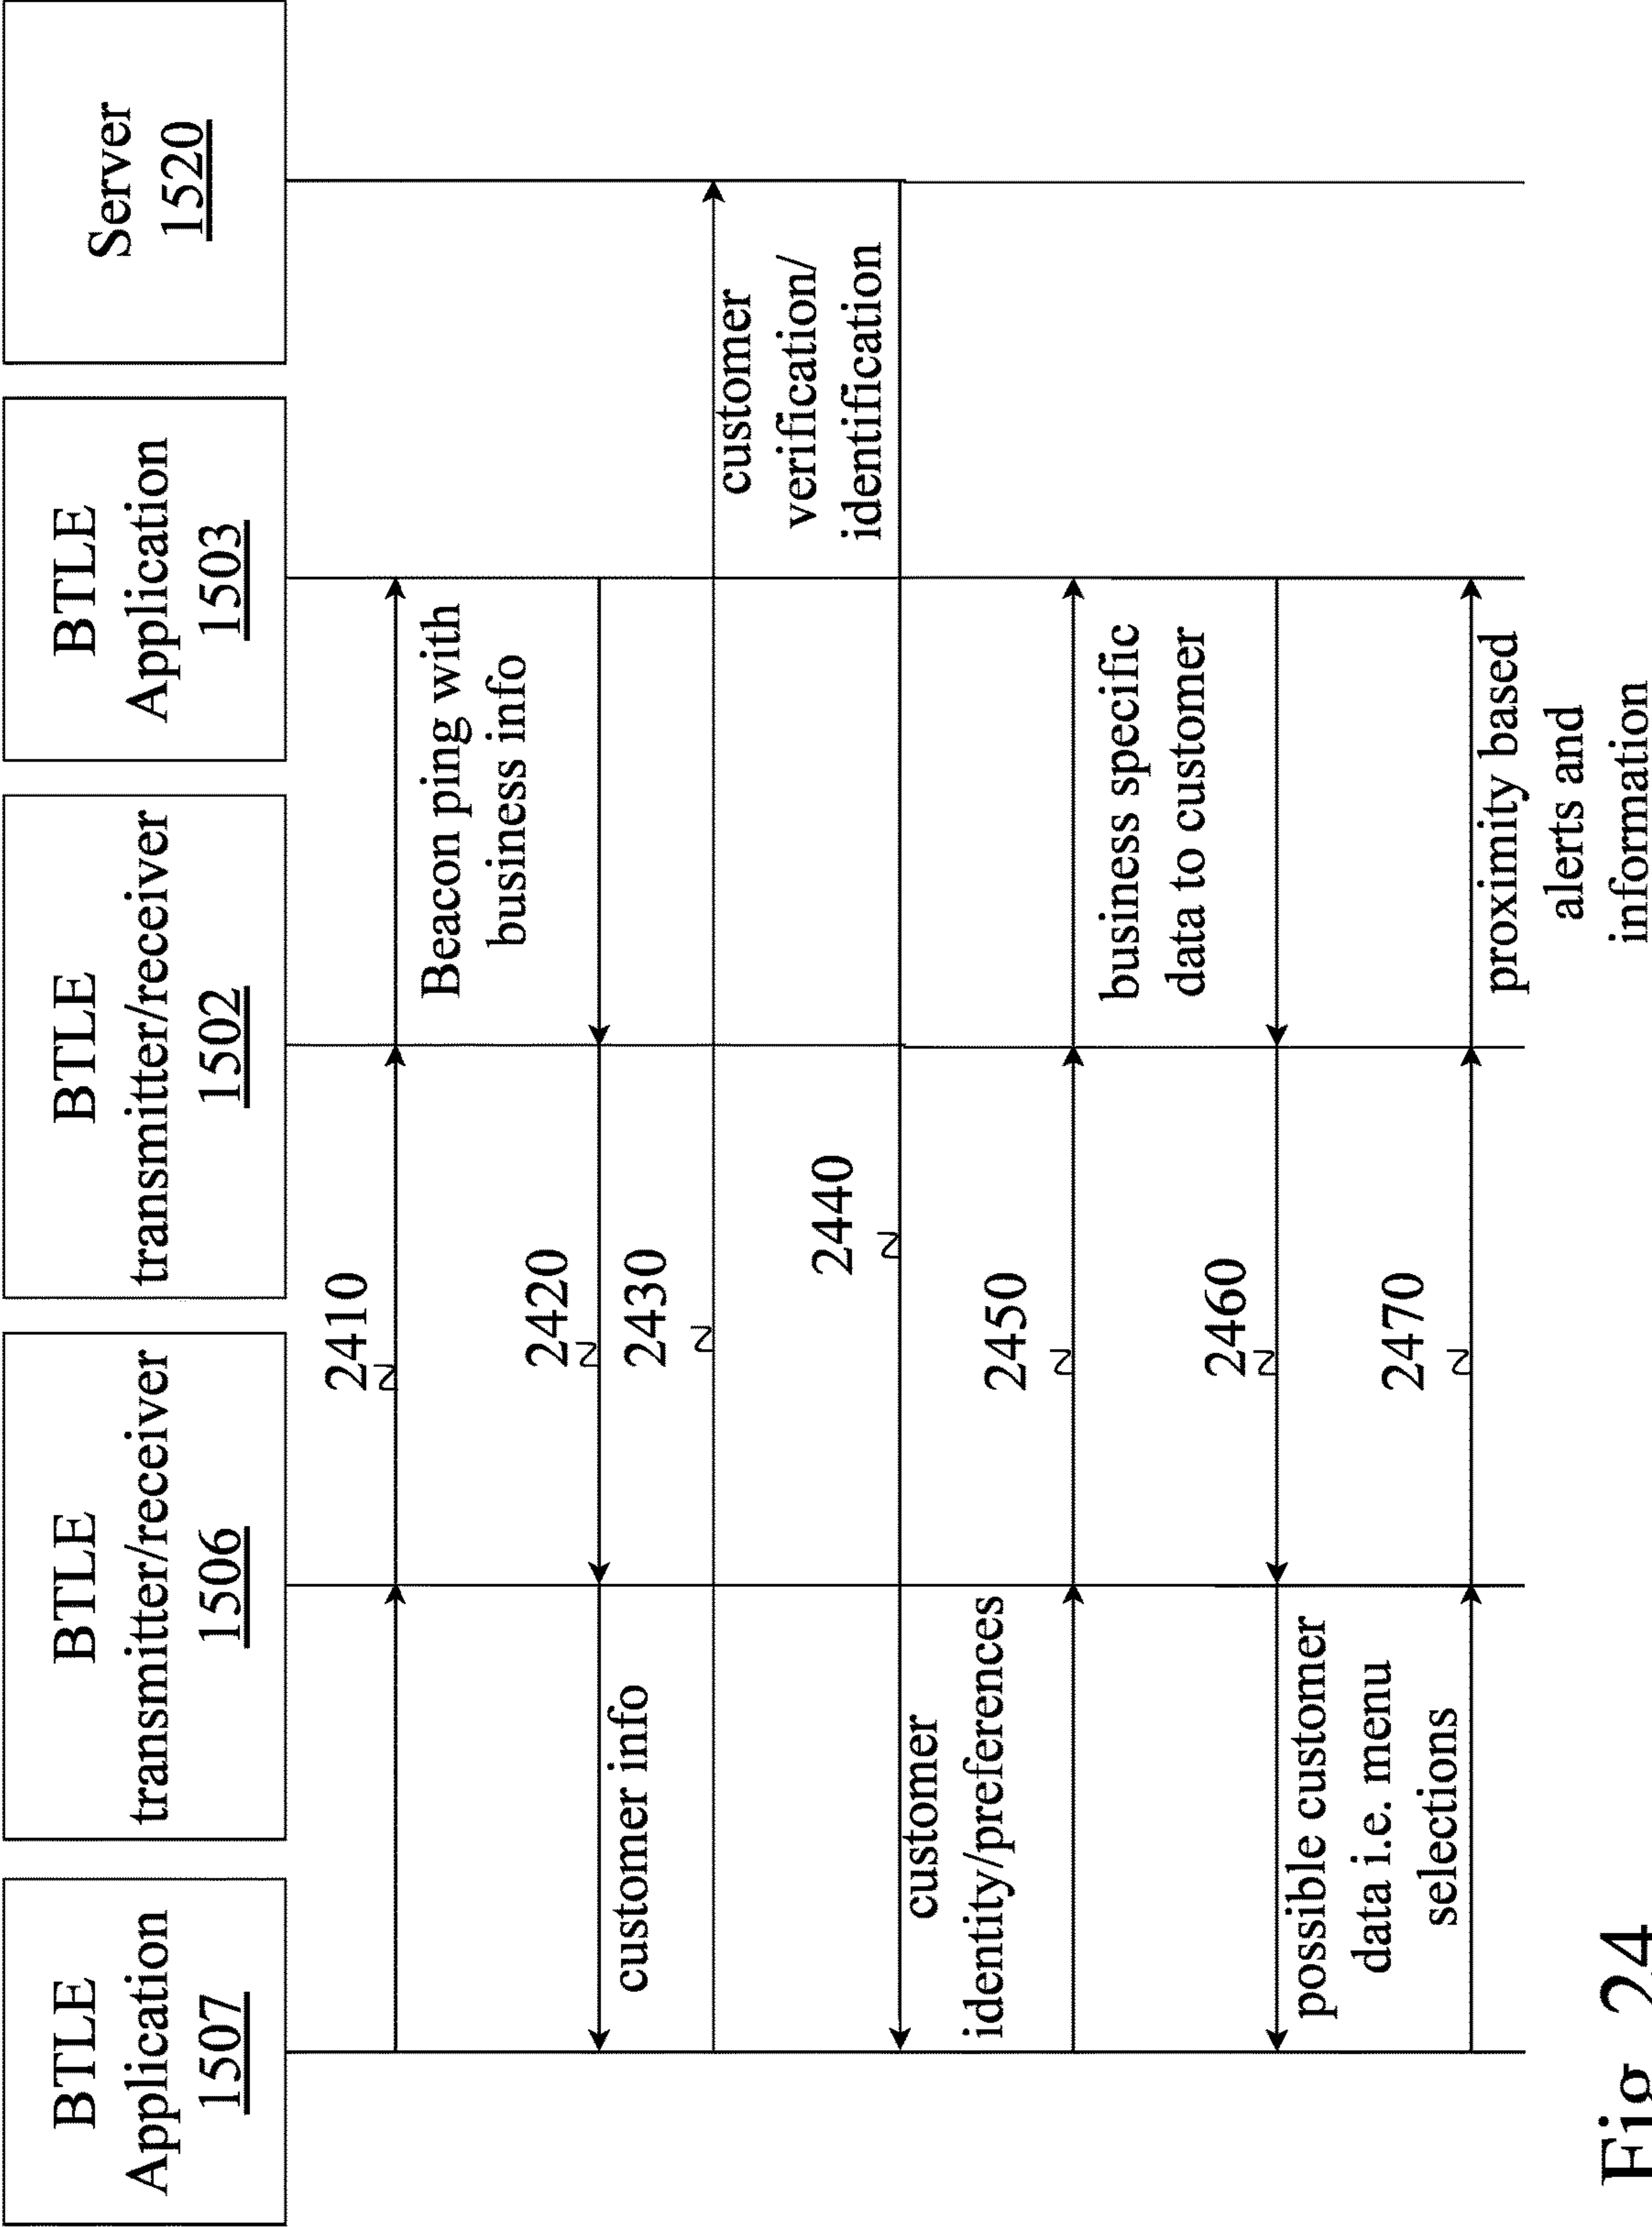 BTLE
Application
1507
BTLE
transmitter/receiver
1506
BTLE
transmitter/receiver
1502
BTLE
Application
1503
Server
1520
2410
Beacon ping with
business info
2420
customer info
2430
customer
verification/
identification
2440
customer
identity/preferences
2450
business specific
data to customer
2460
possible customer
data i.e. menu
selections
2470
proximity based
alerts and
information
Fig. 24